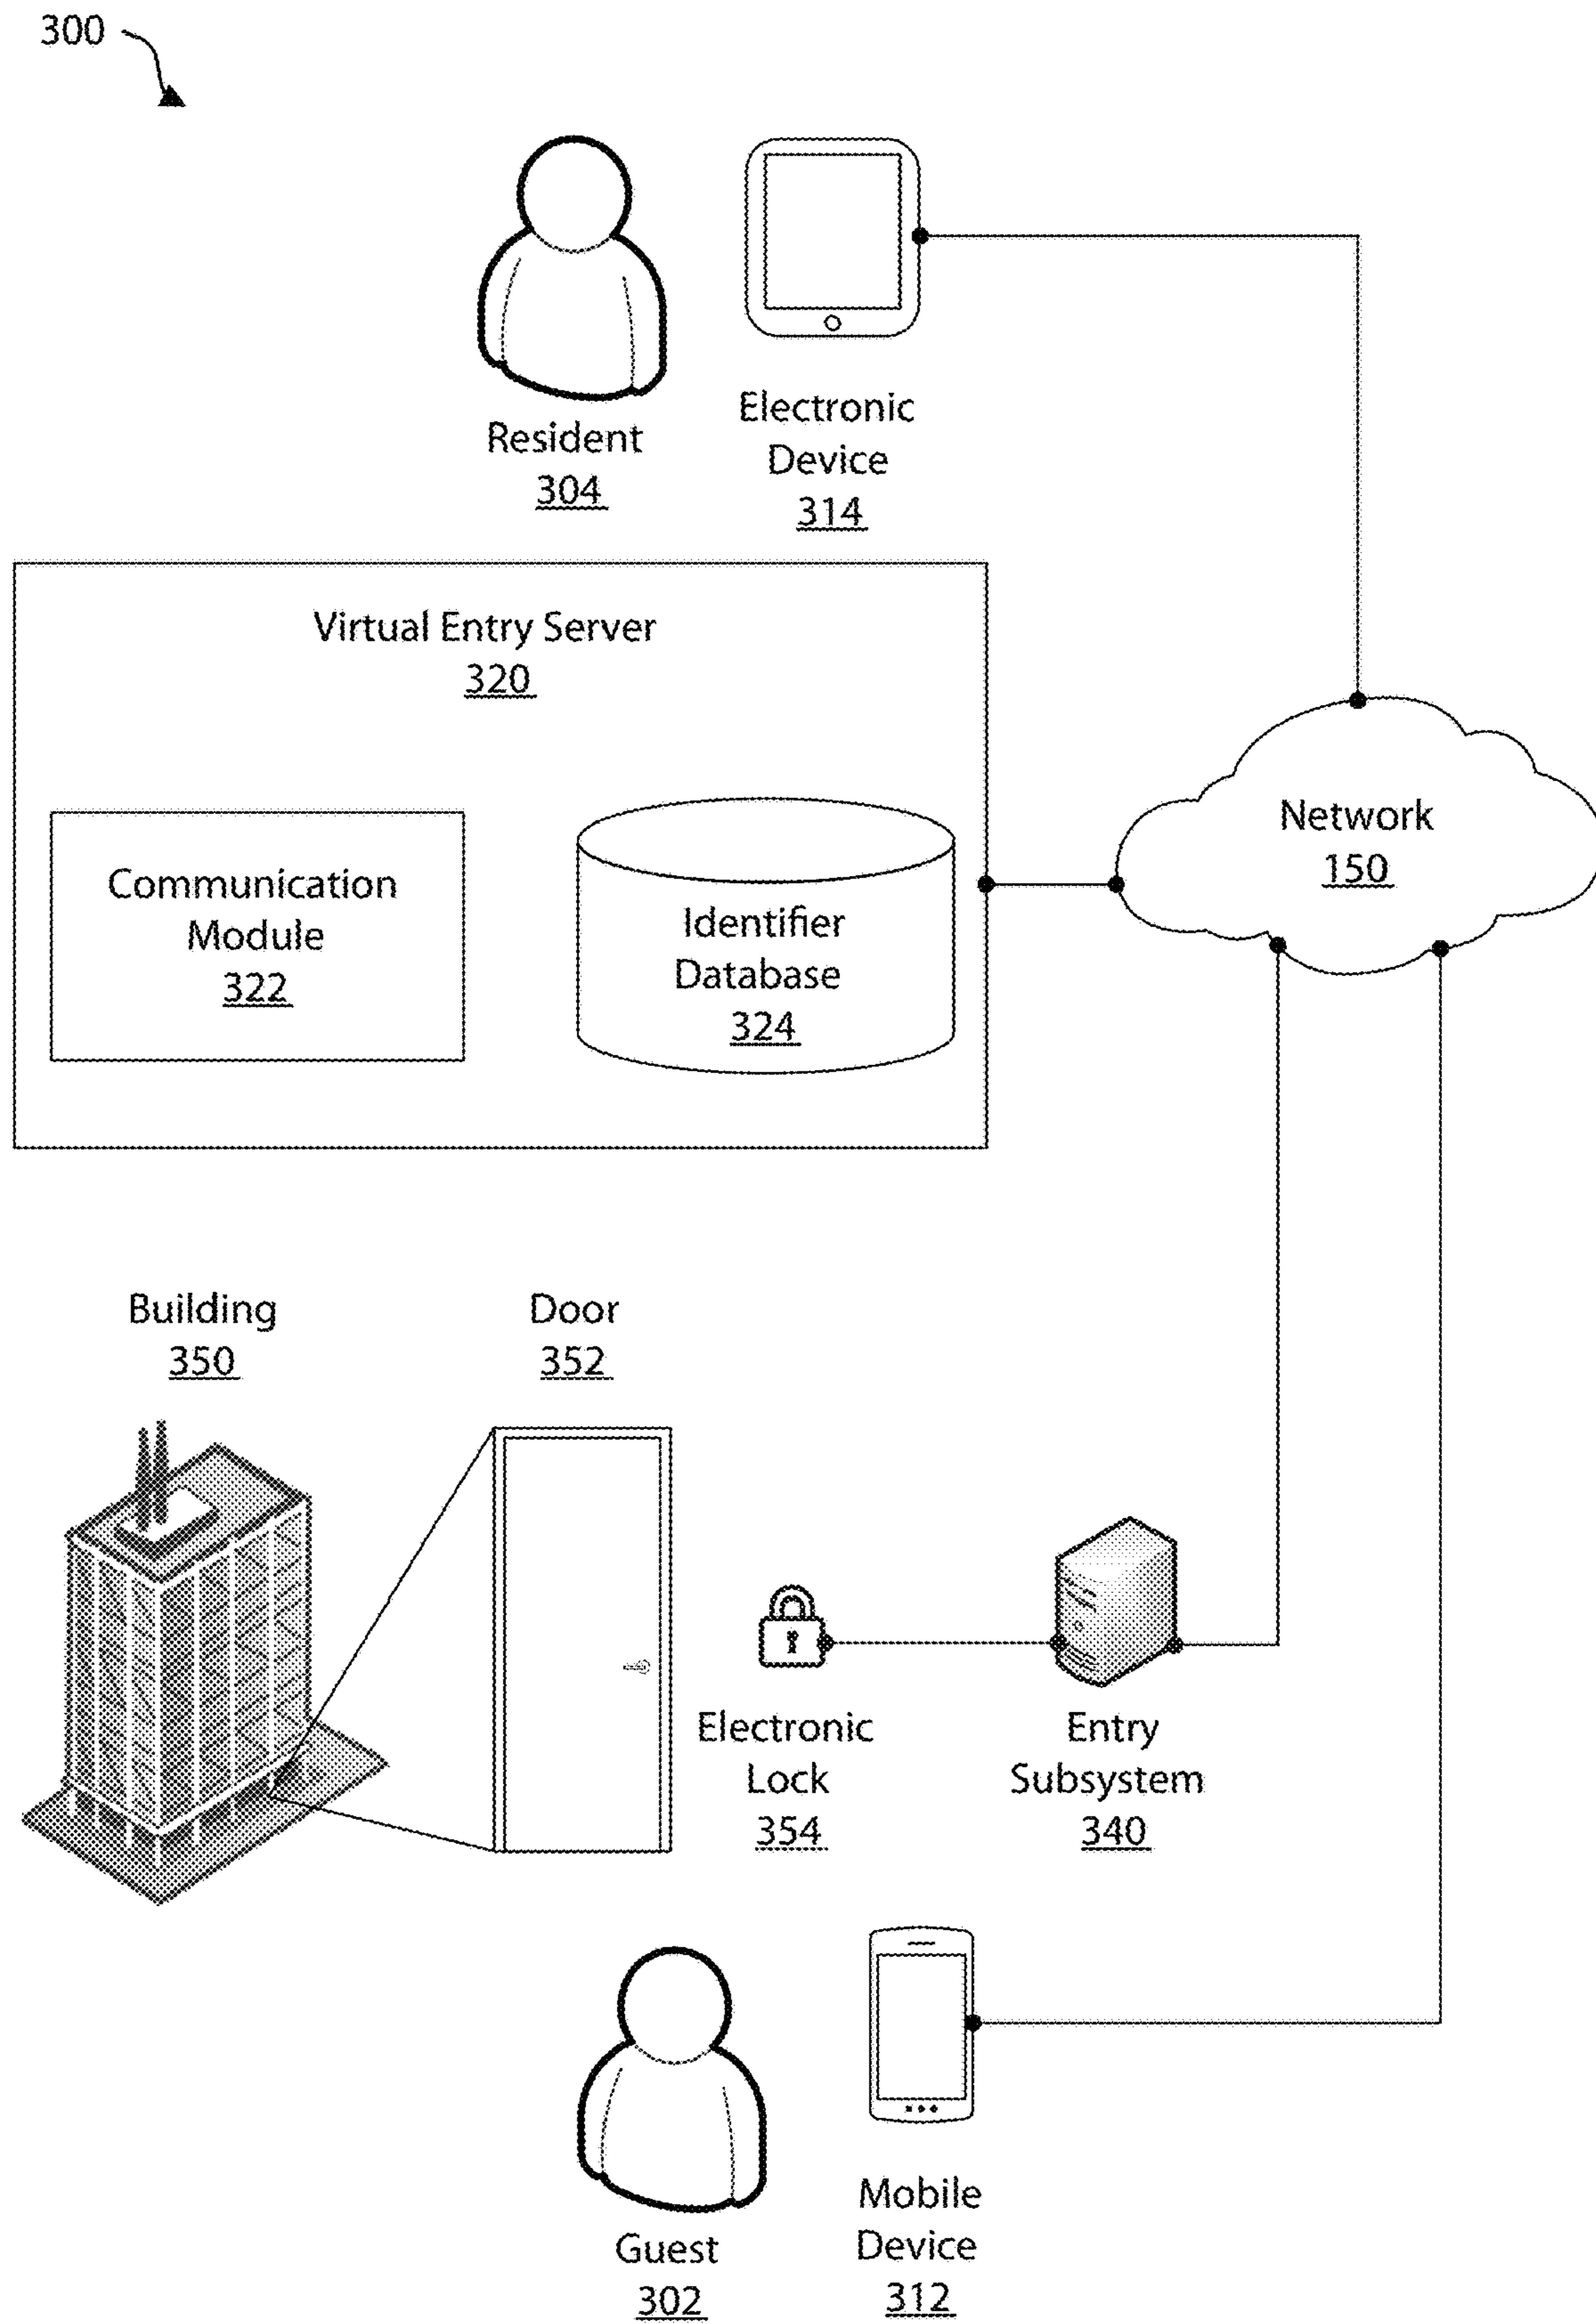 300
Resident
304
Electronic
Device
314
Virtual Entry Server
320
Communication
Module
322
Identifier
Database
324
Network
150
Building
350
Door
352
Electronic
Lock
354
Entry
Subsystem
340
Guest
302
Mobile
Device
312